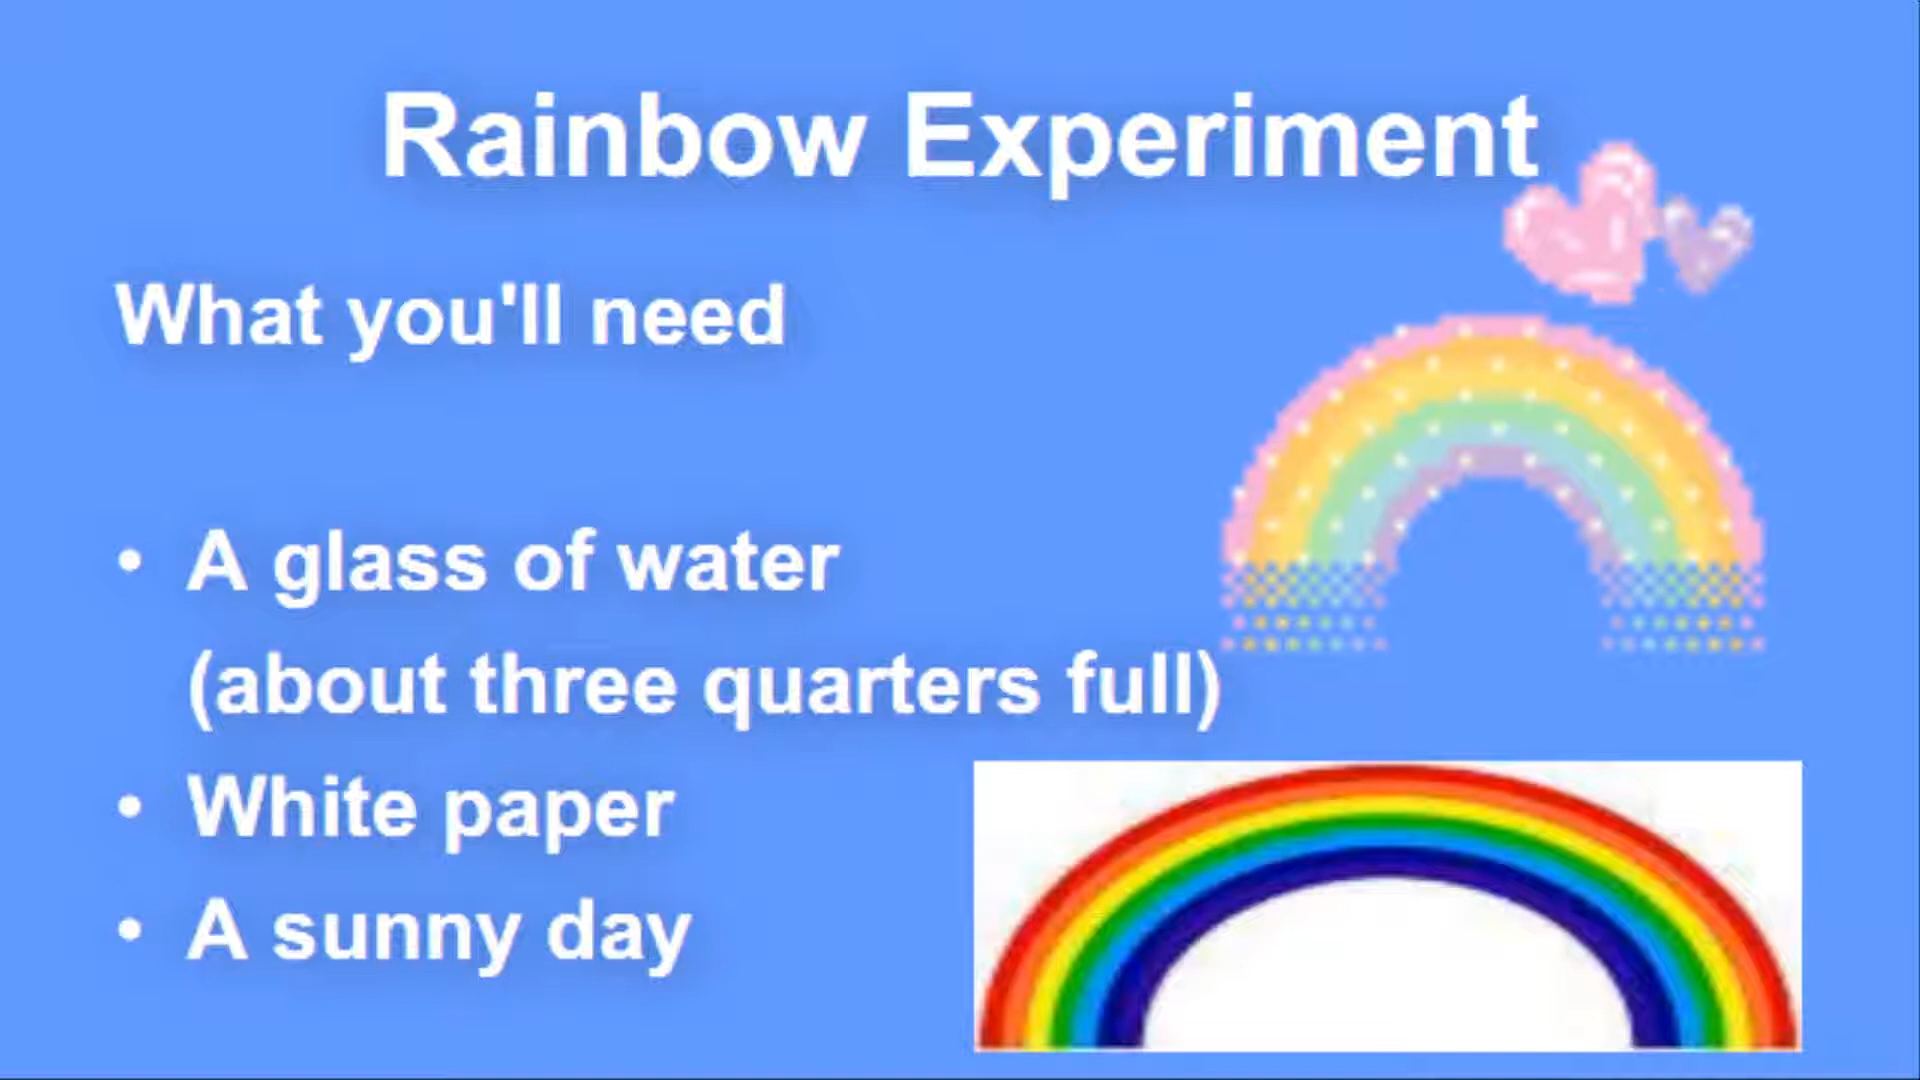 Rainbow Experiment
What you'll need
• A glass of water
(about three quarters full)
• White paper
• A sunny day